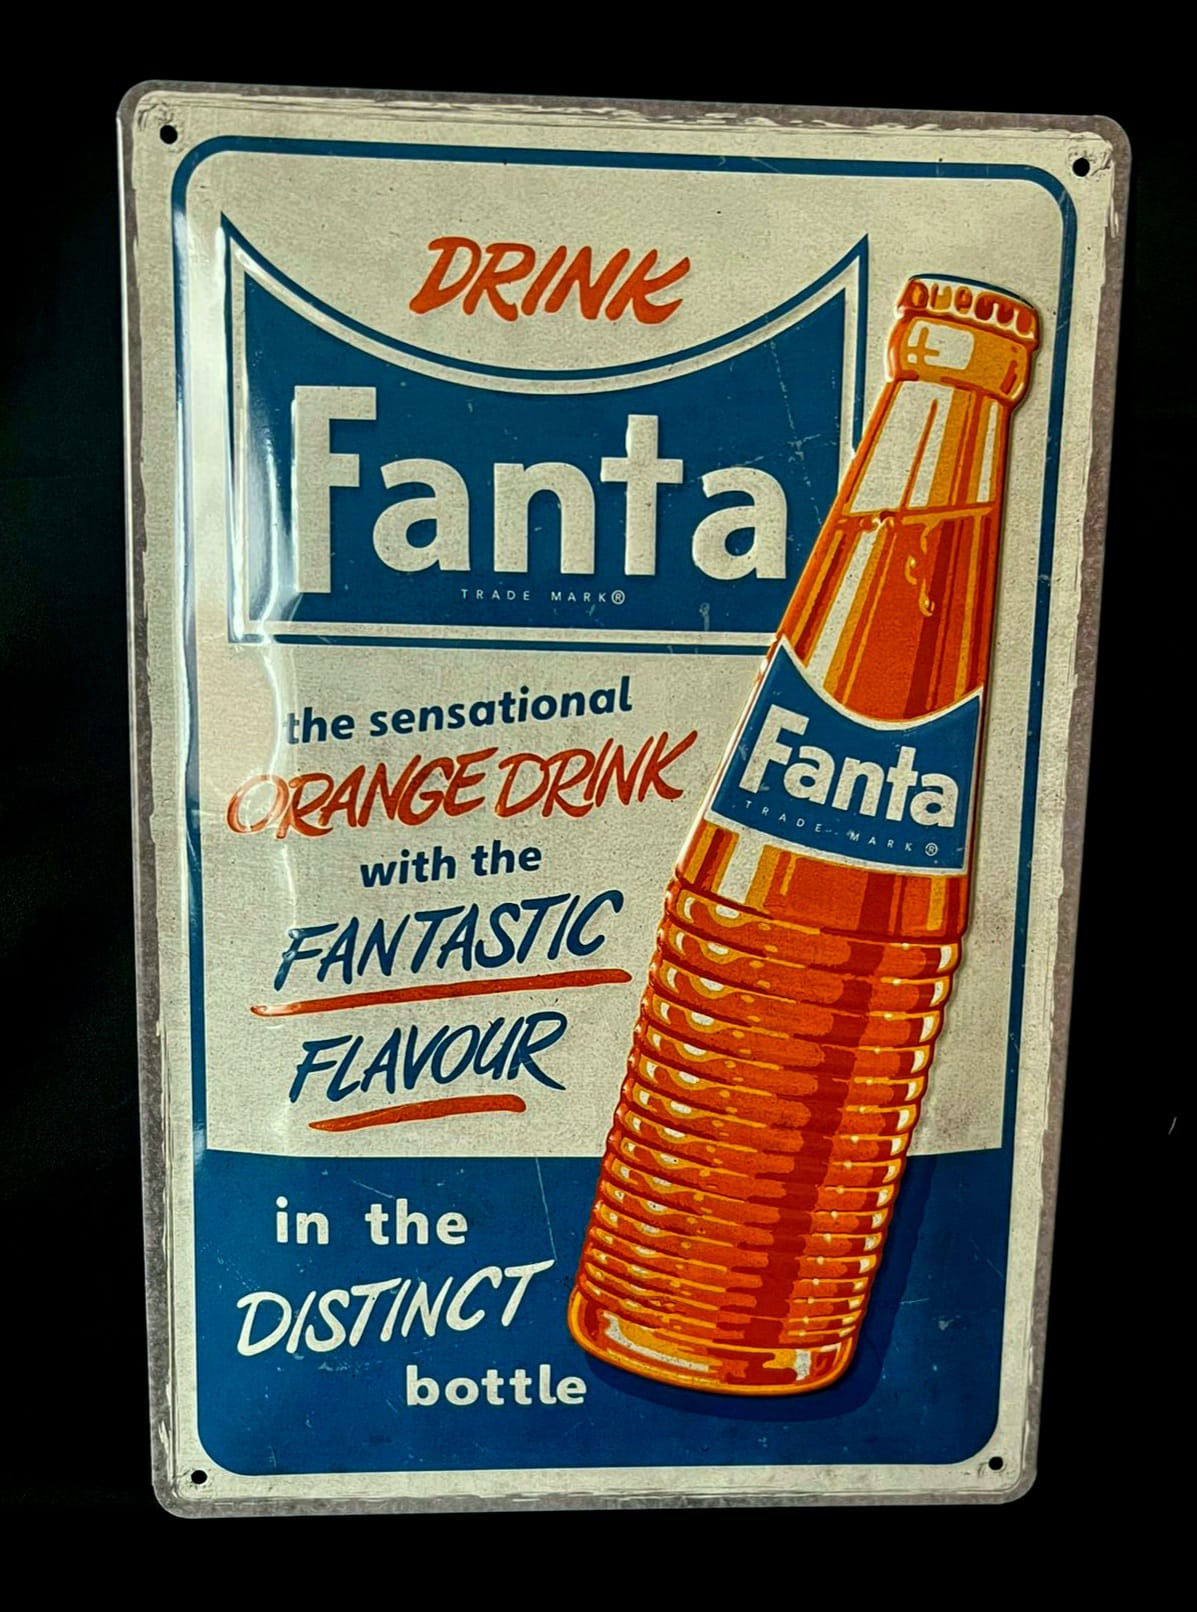 DRINK
Fanta
TRADE MARK®
the sensational
ORANGE DRINK
with the
FANTASTIC
FLAVOUR
in the
DISTINCT
bottle
Fanta
TRADE-MARK®